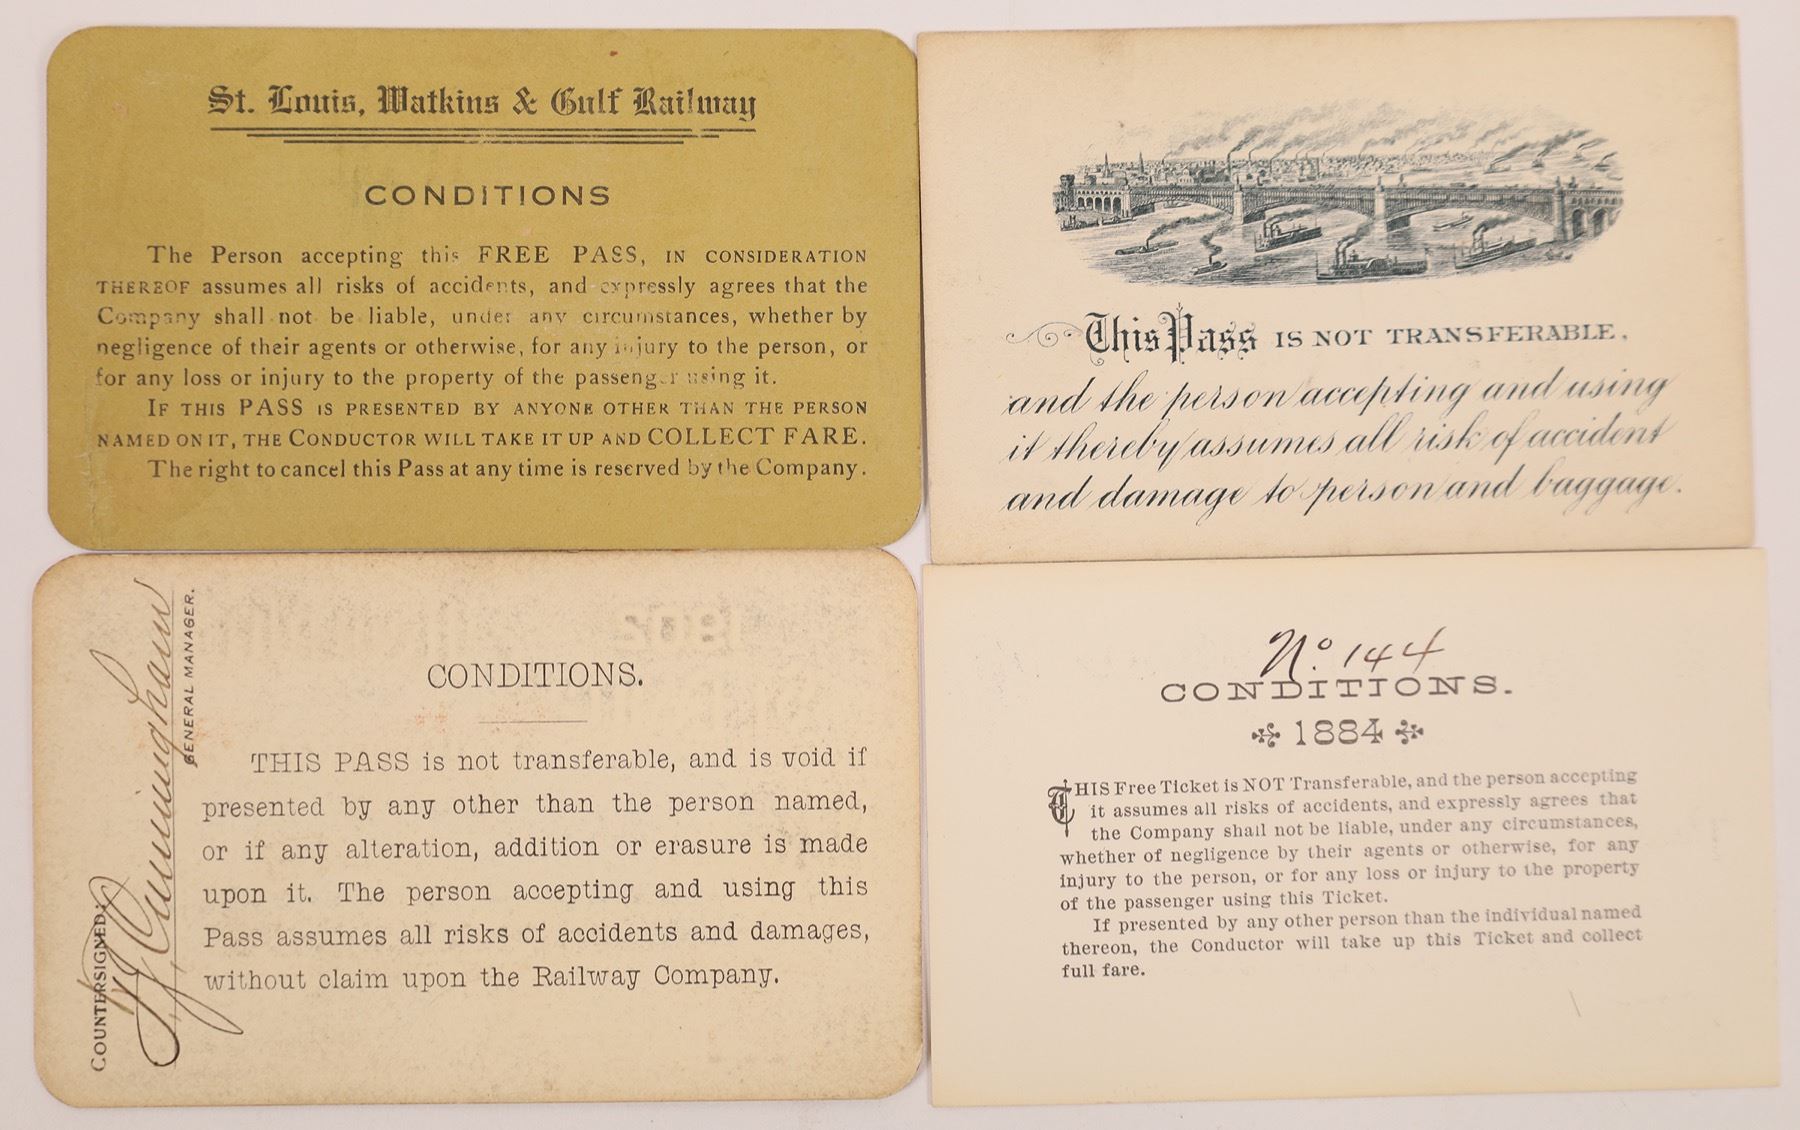 St. Louis, Watkins & Gulf Railway
CONDITIONS
The Person accepting this FREE PASS, IN CONSIDERATION
THEREOF assumes all risks of accidents, and expressly agrees that the
Company shall not be liable, under any circumstances, whether by
negligence of their agents or otherwise, for any injury to the person, or
for any loss or injury to the property of the passenger using it.
IF THIS PASS IS PRESENTED BY ANYONE OTHER THAN THE PERSON
NAMED ON IT, THE CONDUCTOR WILL TAKE IT UP AND COLLECT FARE.
The right to cancel this Pass at any time is reserved by the Company.
This Pass IS NOT TRANSFERABLE,
and the person accepting and using
it thereby assumes all risk of accident
and damage to person and baggage.
COUNTERSIGNED:
Cunningham
GENERAL MANAGER.
CONDITIONS.
THIS PASS is not transferable, and is void if
presented by any other than the person named,
or if any alteration, addition or erasure is made
upon it. The person accepting and using this
Pass assumes all risks of accidents and damages,
without claim upon the Railway Company.
No. 144
CONDITIONS.
1884
THIS Free Ticket is NOT Transferable, and the person accepting
it assumes all risks of accidents, and expressly agrees that
the Company shall not be liable, under any circumstances,
whether of negligence by their agents or otherwise, for any
injury to the person, or for any loss or injury to the property
of the passenger using this Ticket.
If presented by any other person than the individual named
thereon, the Conductor will take up this Ticket and collect
full fare.